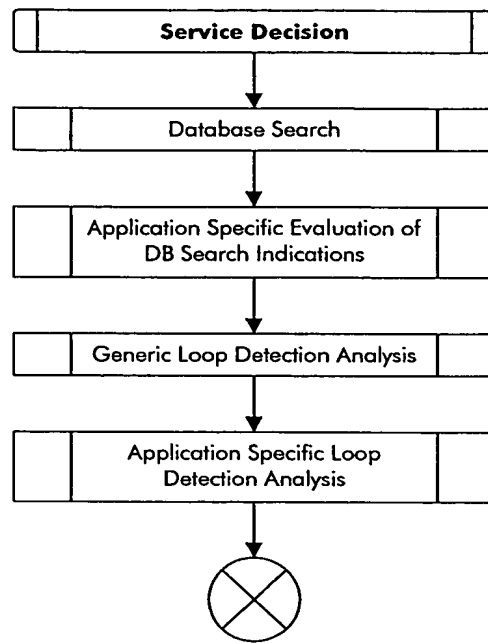 Service Decision
Database Search
Application Specific Evaluation of
DB Search Indications
Generic Loop Detection Analysis
Application Specific Loop
Detection Analysis